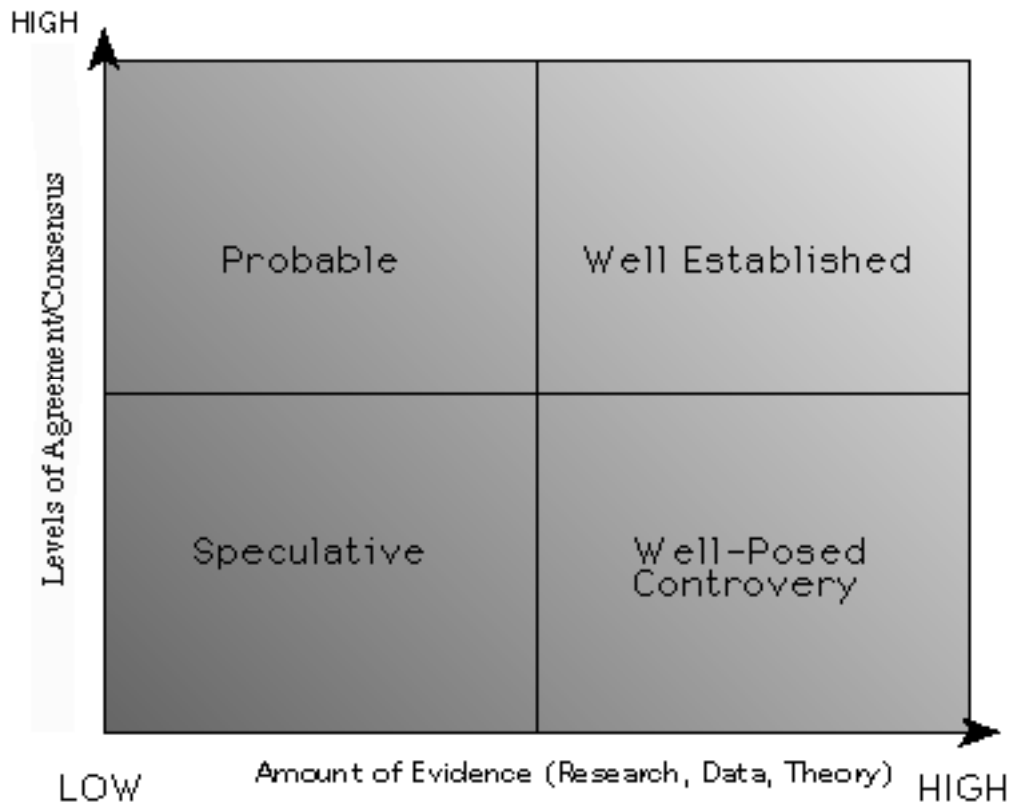 HIGH
Levels of Agreement/Consensus
Probable
Well Established
Speculative
Well-Posed
Controvery
LOW
Amount of Evidence (Research, Data, Theory)
HIGH